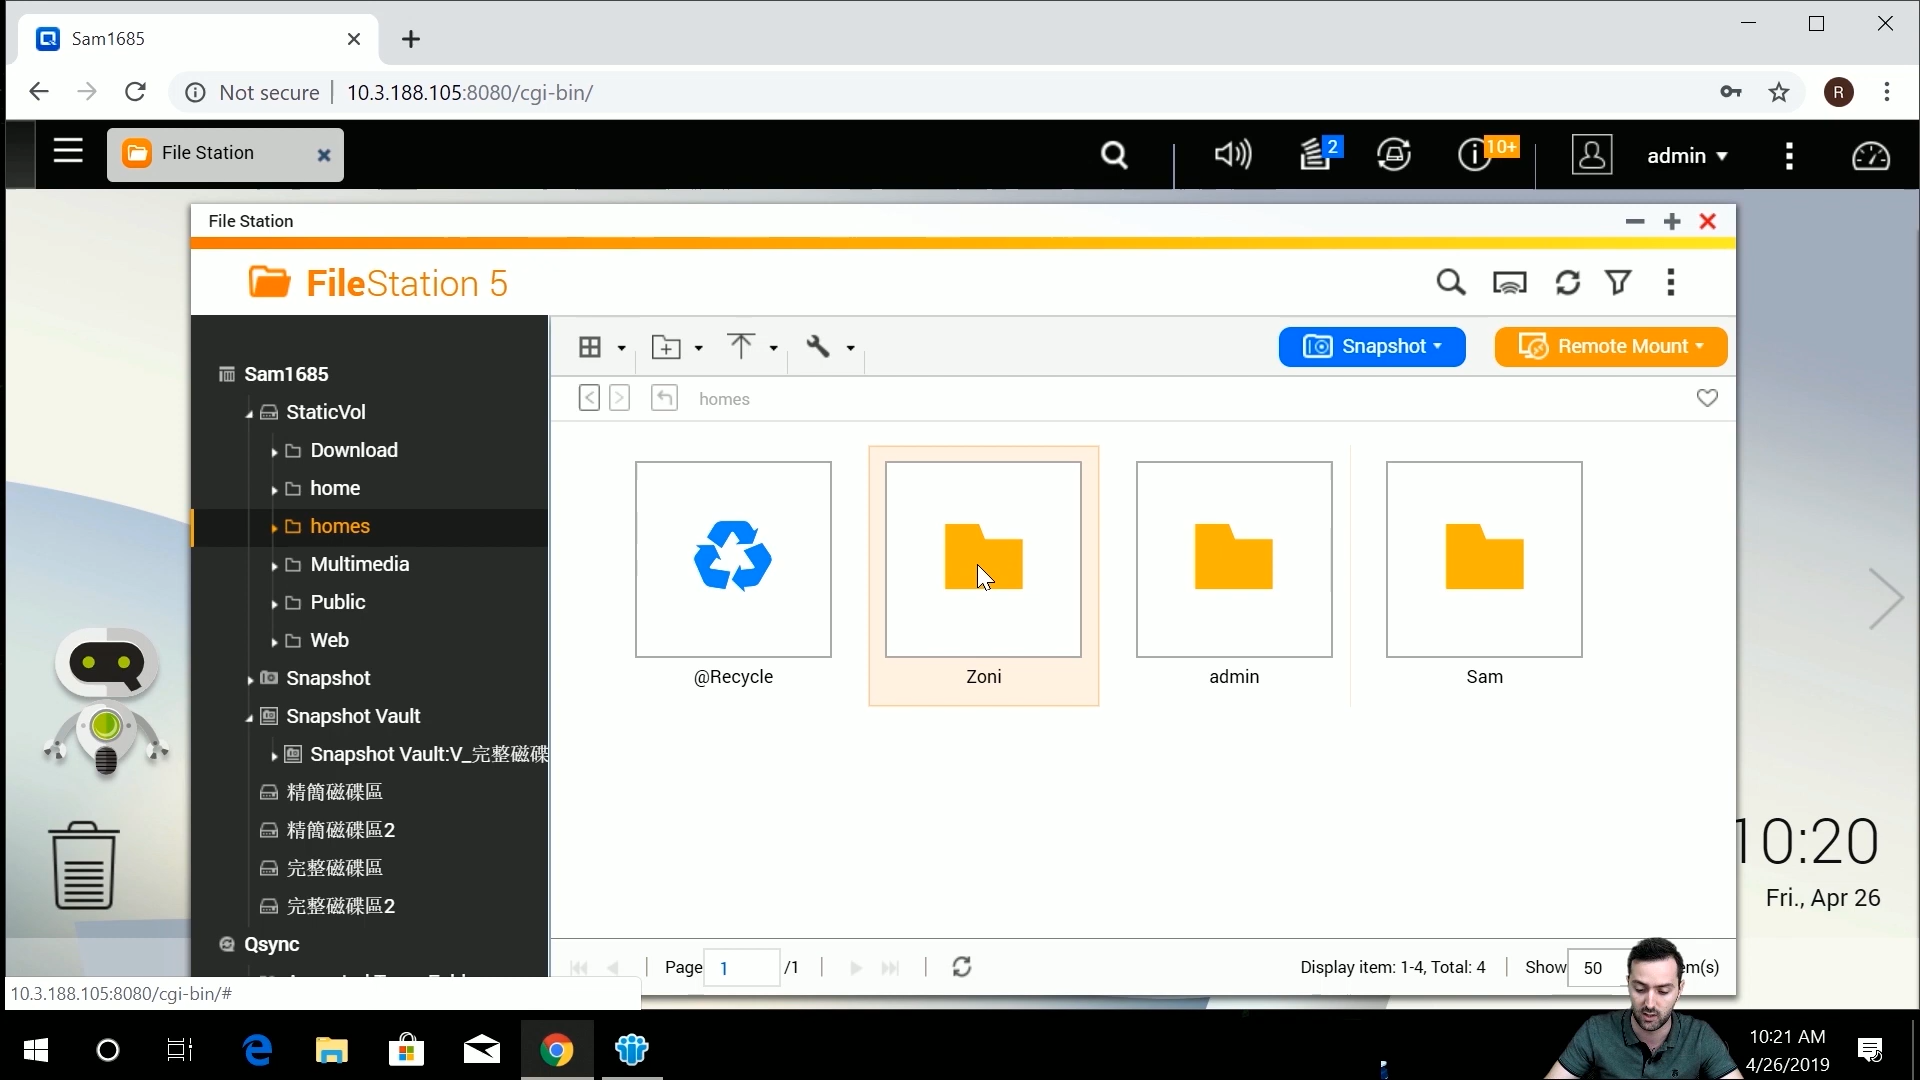 Sam1685
Not secure
10.3.188.105:8080/cgi-bin/
R
File Station
2
10+
admin
File Station
FileStation 5
Snapshot
Remote Mount
homes
Sam1685
StaticVol
Download
home
homes
Multimedia
Public
Web
Snapshot
Snapshot Vault
Snapshot Vault:V_完整磁碟
精簡磁碟區
精簡磁碟區2
完整磁碟區
完整磁碟區2
Qsync
@Recycle
Zoni
admin
Sam
10:20
Fri., Apr 26
Page 1 /1
Display item: 1-4, Total: 4
Show 50
10.3.188.105:8080/cgi-bin/#
10:21 AM
4/26/2019